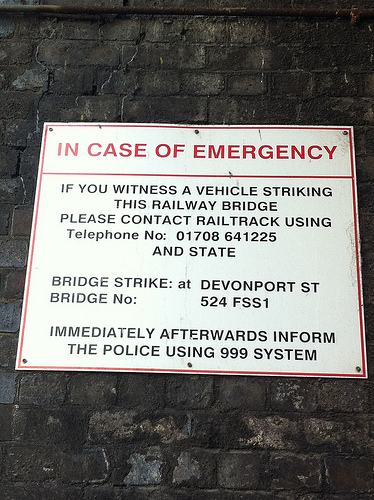 IN CASE OF EMERGENCY
IF YOU WITNESS A VEHICLE STRIKING
THIS RAILWAY BRIDGE
PLEASE CONTACT RAILTRACK USING
Telephone No: 01708 641225
AND STATE
BRIDGE STRIKE: at DEVONPORT ST
BRIDGE No: 524 FSS1
IMMEDIATELY AFTERWARDS INFORM
THE POLICE USING 999 SYSTEM